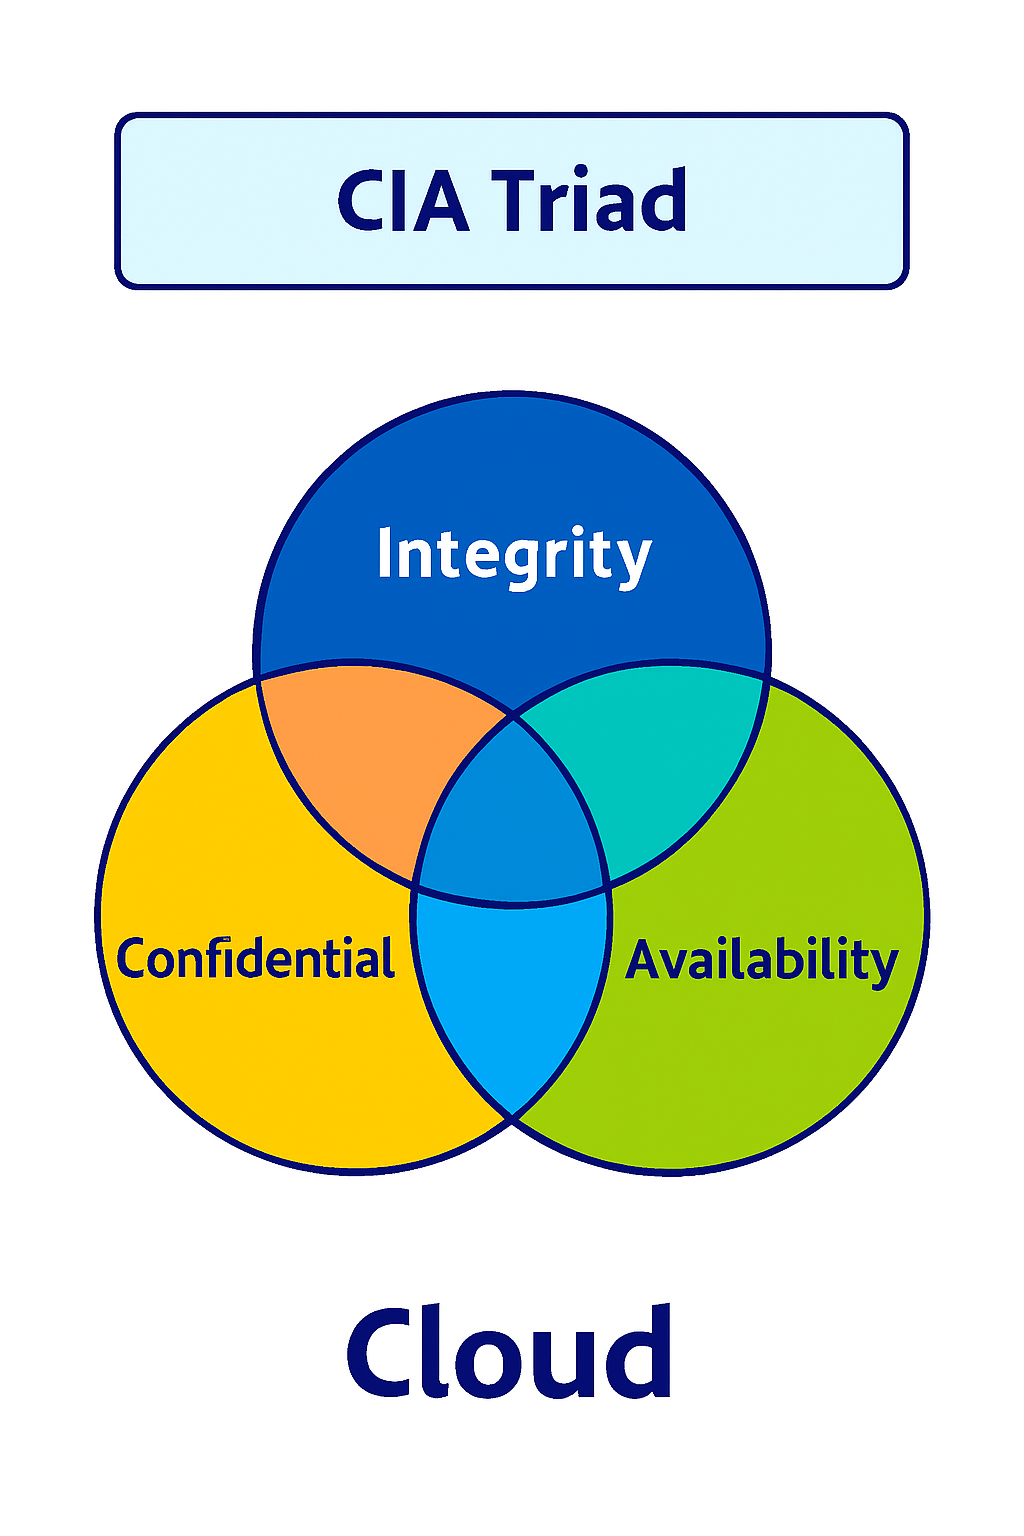 CIA Triad
Integrity
Confidential
Availability
Cloud